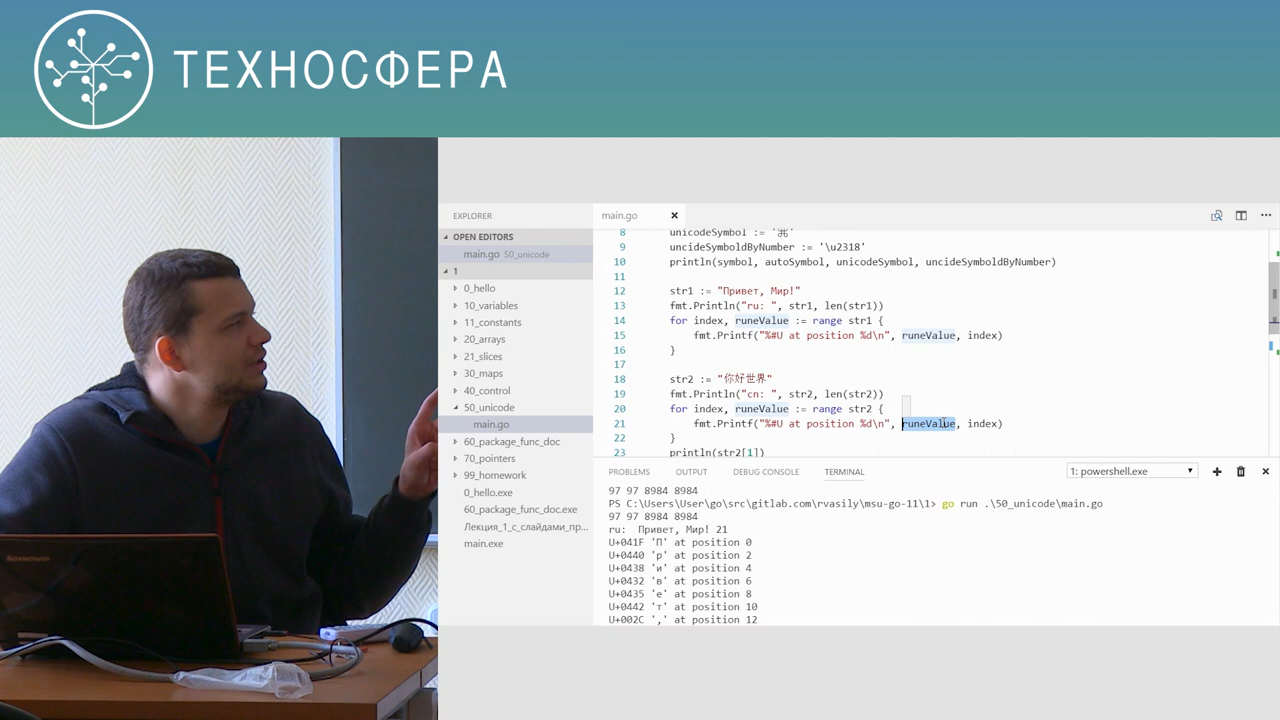 ТЕХНОСФЕРА
EXPLORER
OPEN EDITORS
main.go 50_unicode
1
0_hello
10_variables
11_constants
20_arrays
21_slices
30_maps
40_control
50_unicode
main.go
60_package_func_doc
70_pointers
99_homework
0_hello.exe
60_package_func_doc.exe
Лекция_1_с_слайдами_пр...
main.exe
main.go
8 unicodeSymbol := '⌘'
9 uncideSymboldByNumber := '\u2318'
10 println(symbol, autoSymbol, unicodeSymbol, uncideSymboldByNumber)
11
12 str1 := "Привет, Мир!"
13 fmt.Println("ru: ", str1, len(str1))
14 for index, runeValue := range str1 {
15 fmt.Printf("%#U at position %d\n", runeValue, index)
16 }
17
18 str2 := "你好世界"
19 fmt.Println("cn: ", str2, len(str2))
20 for index, runeValue := range str2 {
21 fmt.Printf("%#U at position %d\n", runeValue, index)
22 }
23 println(str2[1])
PROBLEMS OUTPUT DEBUG CONSOLE TERMINAL 1: powershell.exe
97 97 8984 8984
PS C:\Users\User\go\src\gitlab.com\rvasily\msu-go-11\1> go run .\50_unicode\main.go
97 97 8984 8984
ru:  Привет, Мир! 21
U+041F 'П' at position 0
U+0440 'р' at position 2
U+0438 'и' at position 4
U+0432 'в' at position 6
U+0435 'е' at position 8
U+0442 'т' at position 10
U+002C ',' at position 12